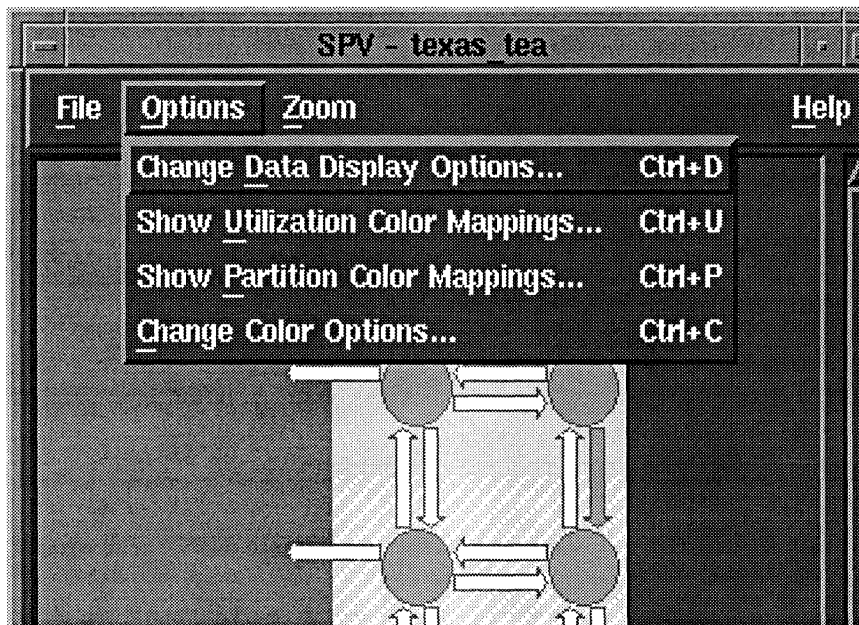 SPV - texas_tea
File Options Zoom Help
Change Data Display Options... Ctrl+D
Show Utilization Color Mappings... Ctrl+U
Show Partition Color Mappings... Ctrl+P
Change Color Options... Ctrl+C